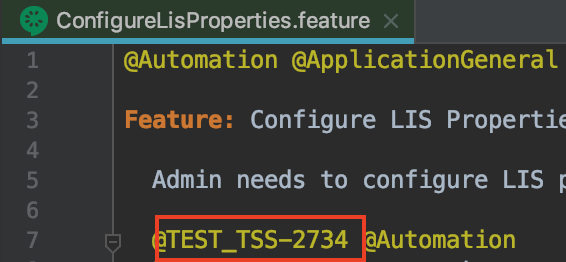 ConfigureLisProperties.feature
1 @Automation @ApplicationGeneral
2
3 Feature: Configure LIS Propertie
4
5 Admin needs to configure LIS p
6
7 @TEST_TSS-2734 @Automation